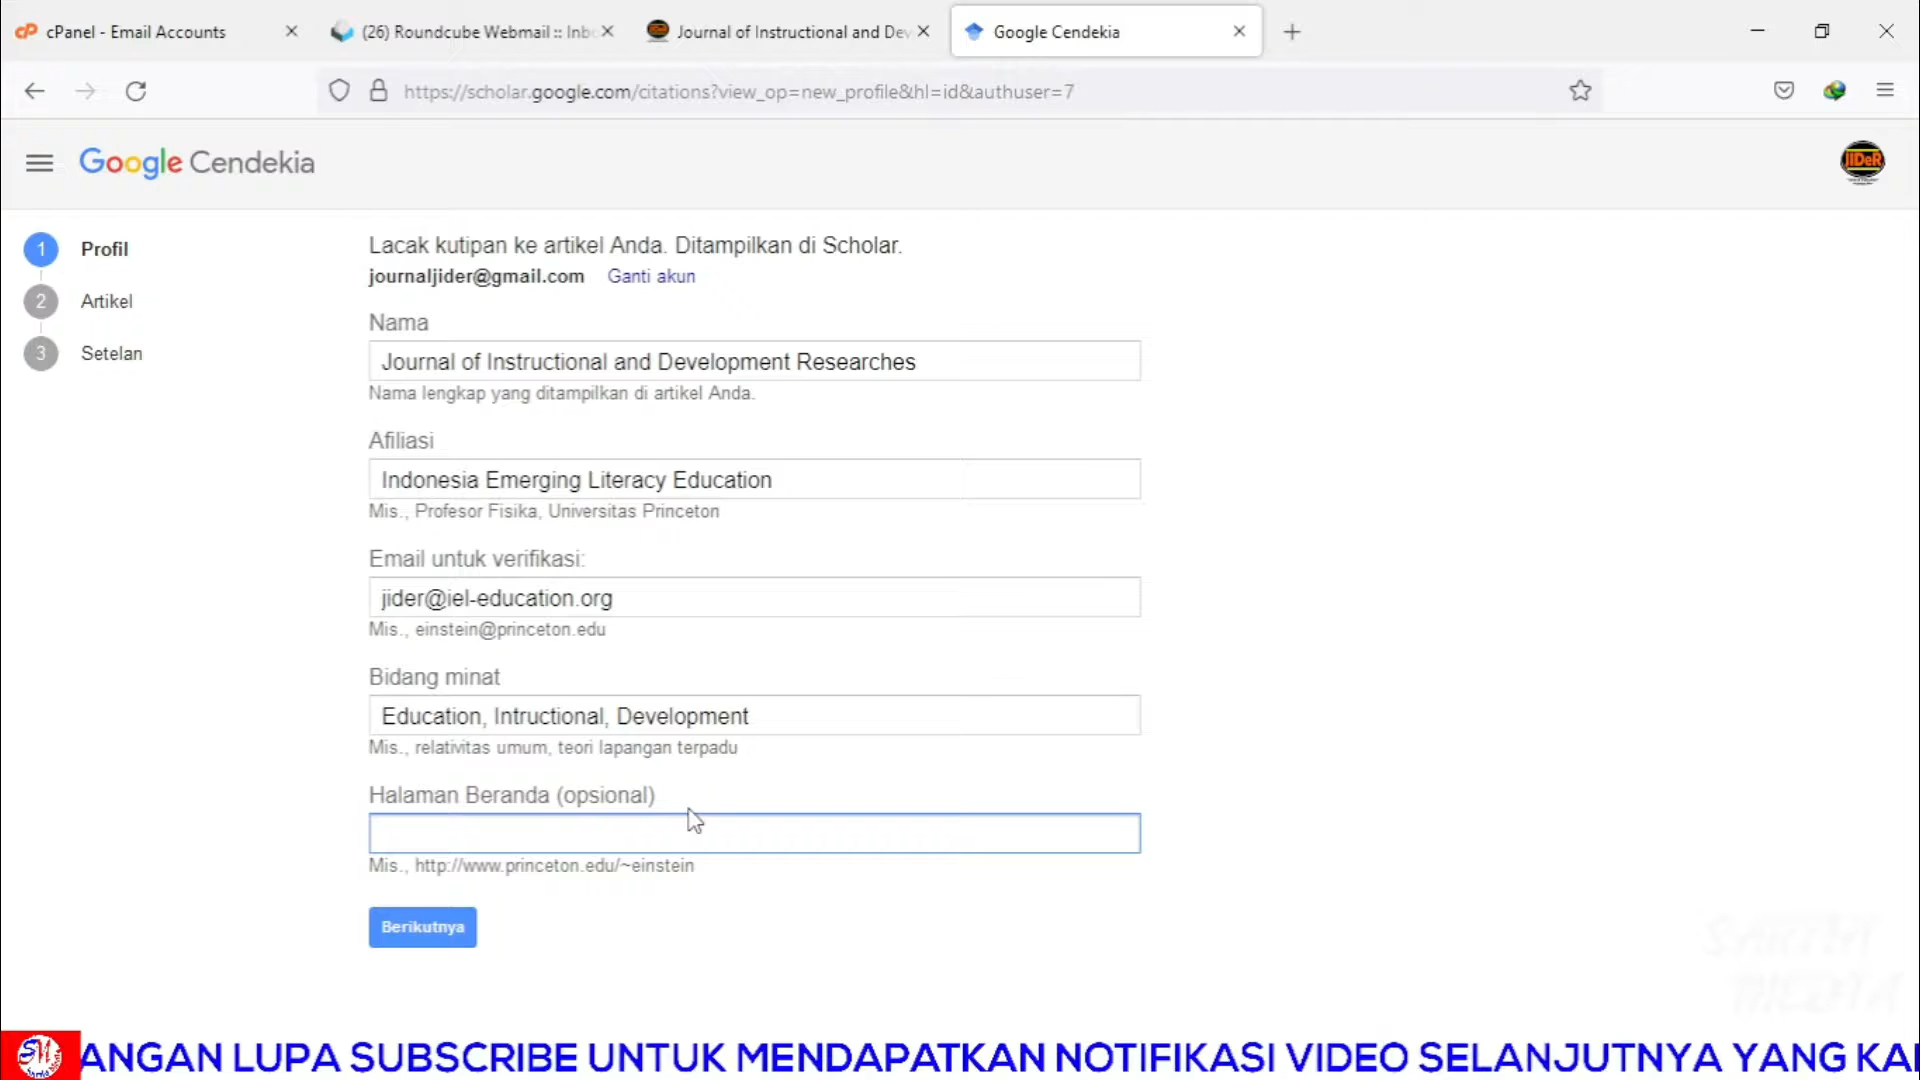 cPanel - Email Accounts
(26) Roundcube Webmail :: Inb
Journal of Instructional and Dev
Google Cendekia
https://scholar.google.com/citations?view_op=new_profile&hl=id&authuser=7
Google Cendekia
JIDeR
1 Profil
2 Artikel
3 Setelan
Lacak kutipan ke artikel Anda. Ditampilkan di Scholar.
journaljider@gmail.com Ganti akun
Nama
Journal of Instructional and Development Researches
Nama lengkap yang ditampilkan di artikel Anda.
Afiliasi
Indonesia Emerging Literacy Education
Mis., Profesor Fisika, Universitas Princeton
Email untuk verifikasi:
jider@iel-education.org
Mis., einstein@princeton.edu
Bidang minat
Education, Intructional, Development
Mis., relativitas umum, teori lapangan terpadu
Halaman Beranda (opsional)
Mis., http://www.princeton.edu/~einstein
Berikutnya
SM
ANGAN LUPA SUBSCRIBE UNTUK MENDAPATKAN NOTIFIKASI VIDEO SELANJUTNYA YANG KA